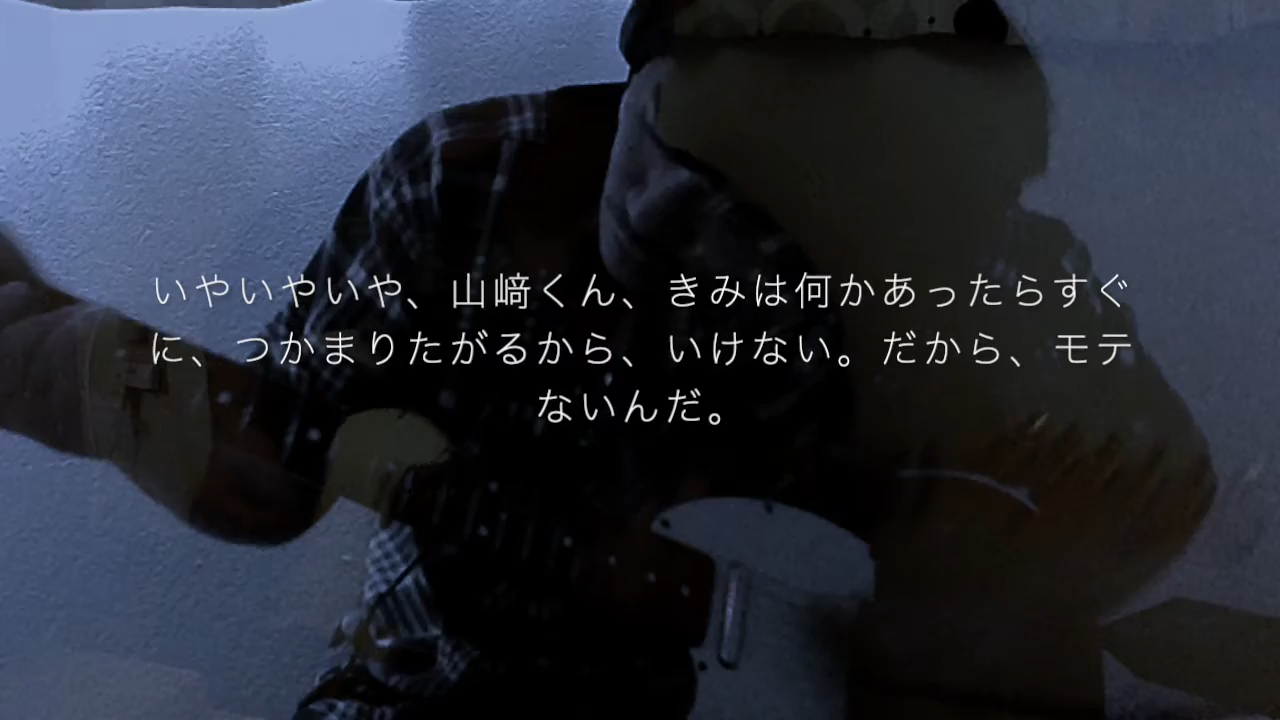 いやいやいや、山﨑くん、きみは何かあったらすぐ
に、つかまりたがるから、いけない。だから、モテ
ないんだ。